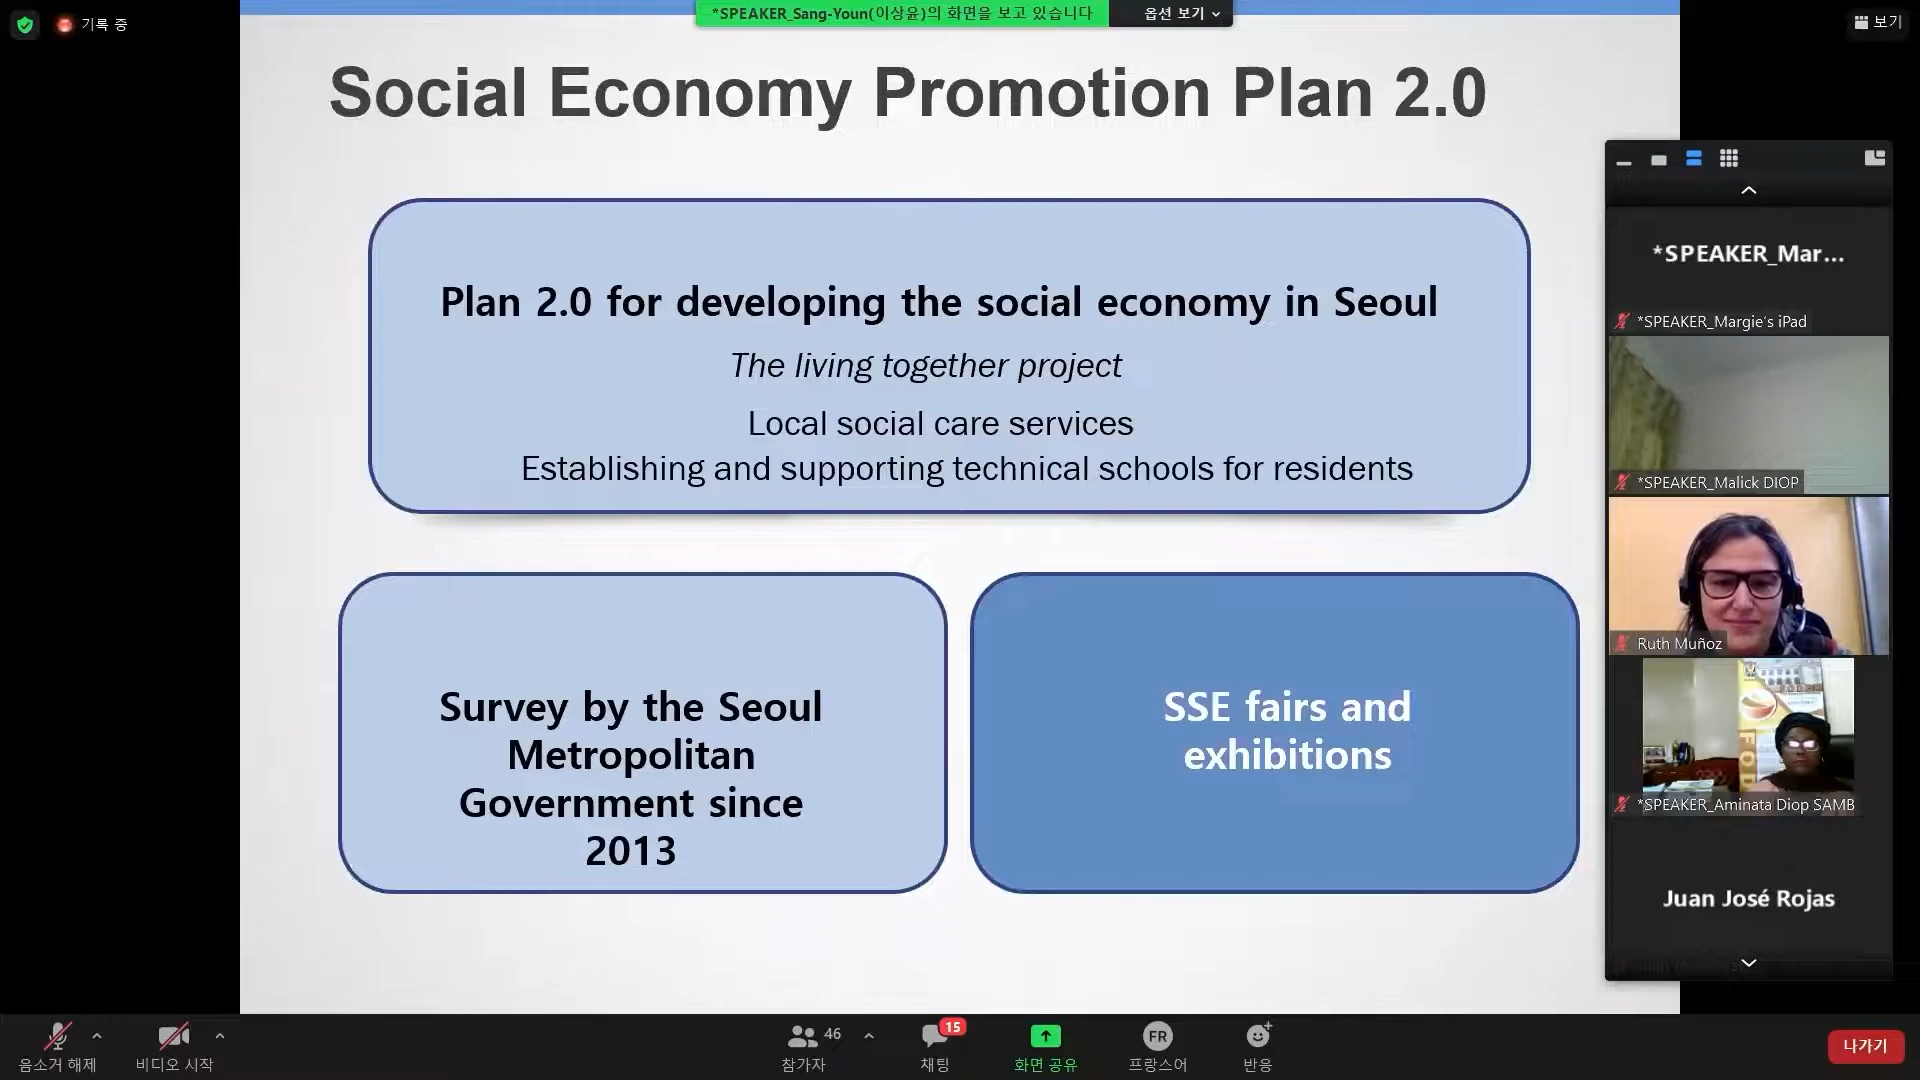 기록 중
*SPEAKER_Sang-Youn(이상윤)의 화면을 보고 있습니다
옵션 보기
보기
Social Economy Promotion Plan 2.0
Plan 2.0 for developing the social economy in Seoul
The living together project
Local social care services
Establishing and supporting technical schools for residents
Survey by the Seoul
Metropolitan
Government since
2013
SSE fairs and
exhibitions
*SPEAKER_Mar...
*SPEAKER_Margie's iPad
*SPEAKER_Malick DIOP
Ruth Muñoz
*SPEAKER_Aminata Diop SAMB
Juan José Rojas
음소거 해제
비디오 시작
46
참가자
15
채팅
화면 공유
FR
프랑스어
반응
나가기